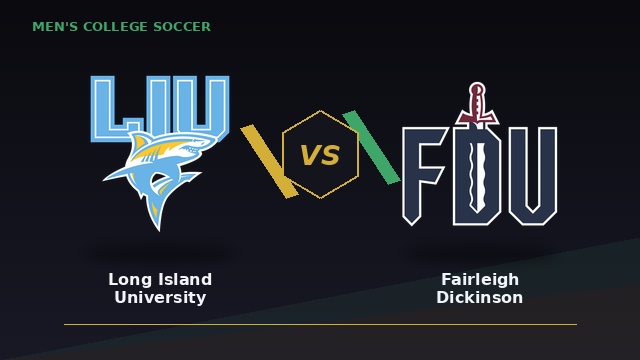 MEN'S COLLEGE SOCCER
LIU
VS
FDU
Long Island
University
Fairleigh
Dickinson